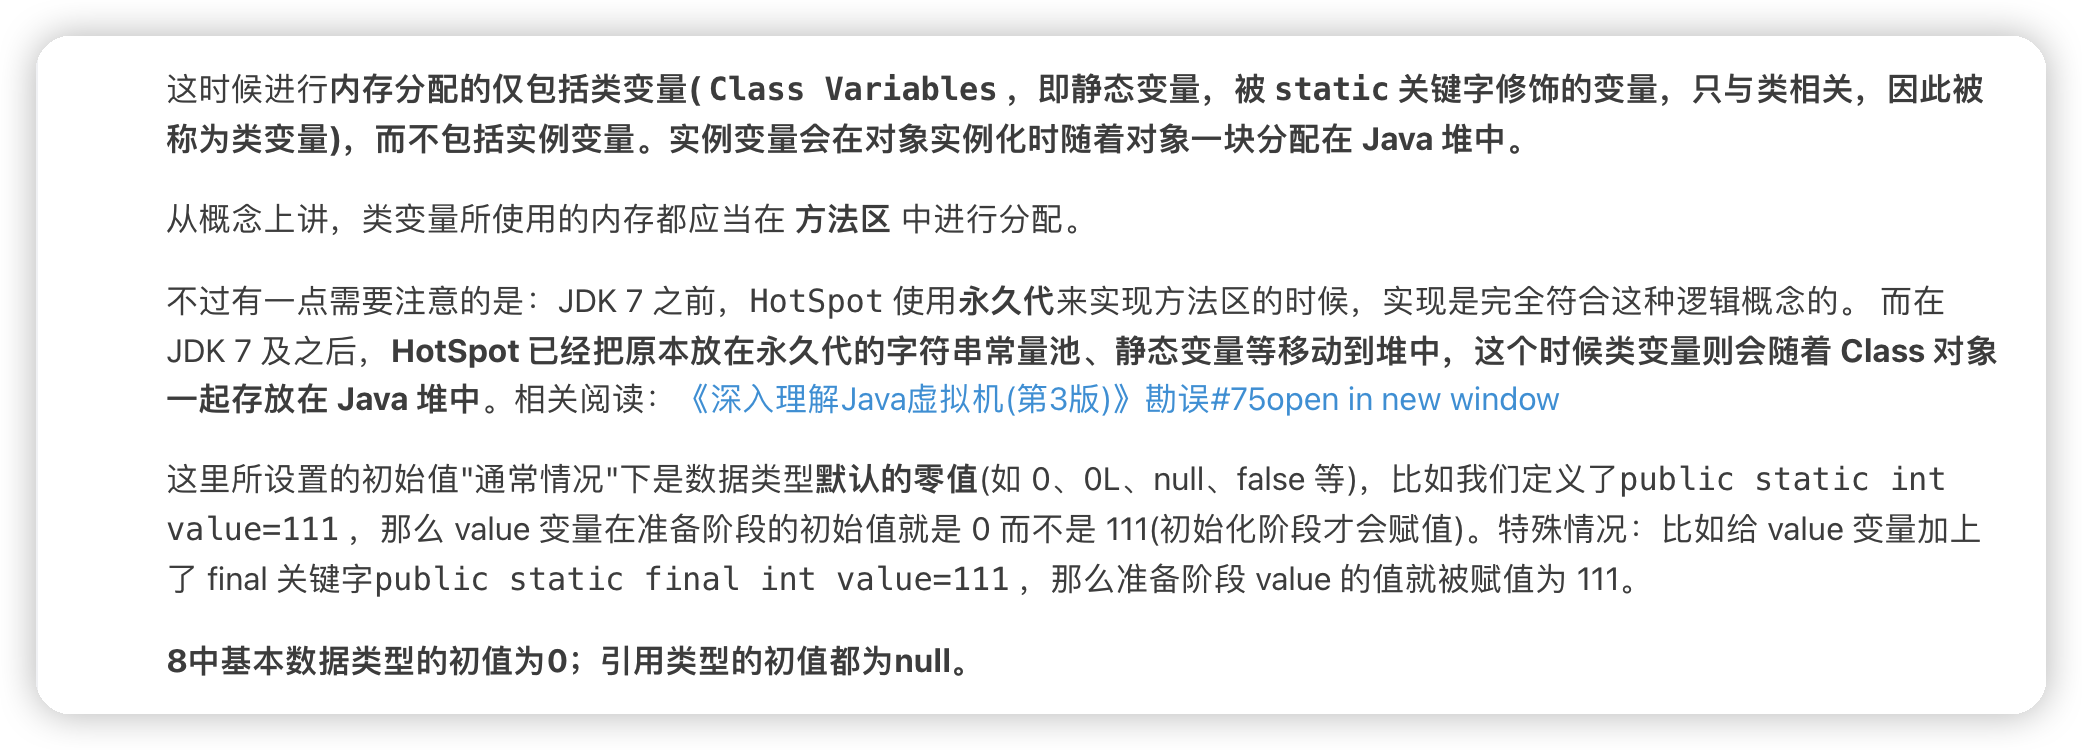 这时候进行内存分配的仅包括类变量( Class Variables ，即静态变量，被 static 关键字修饰的变量，只与类相关，因此被
称为类变量)，而不包括实例变量。实例变量会在对象实例化时随着对象一块分配在 Java 堆中。
从概念上讲，类变量所使用的内存都应当在 方法区 中进行分配。
不过有一点需要注意的是：JDK 7 之前，HotSpot 使用永久代来实现方法区的时候，实现是完全符合这种逻辑概念的。 而在
JDK 7 及之后，HotSpot 已经把原本放在永久代的字符串常量池、静态变量等移动到堆中，这个时候类变量则会随着 Class 对象
一起存放在 Java 堆中。相关阅读：《深入理解Java虚拟机(第3版)》勘误#75open in new window
这里所设置的初始值"通常情况"下是数据类型默认的零值(如 0、0L、null、false 等)，比如我们定义了public static int
value=111 ，那么 value 变量在准备阶段的初始值就是 0 而不是 111(初始化阶段才会赋值)。特殊情况：比如给 value 变量加上
了 final 关键字public static final int value=111 ，那么准备阶段 value 的值就被赋值为 111。
8中基本数据类型的初值为0；引用类型的初值都为null。